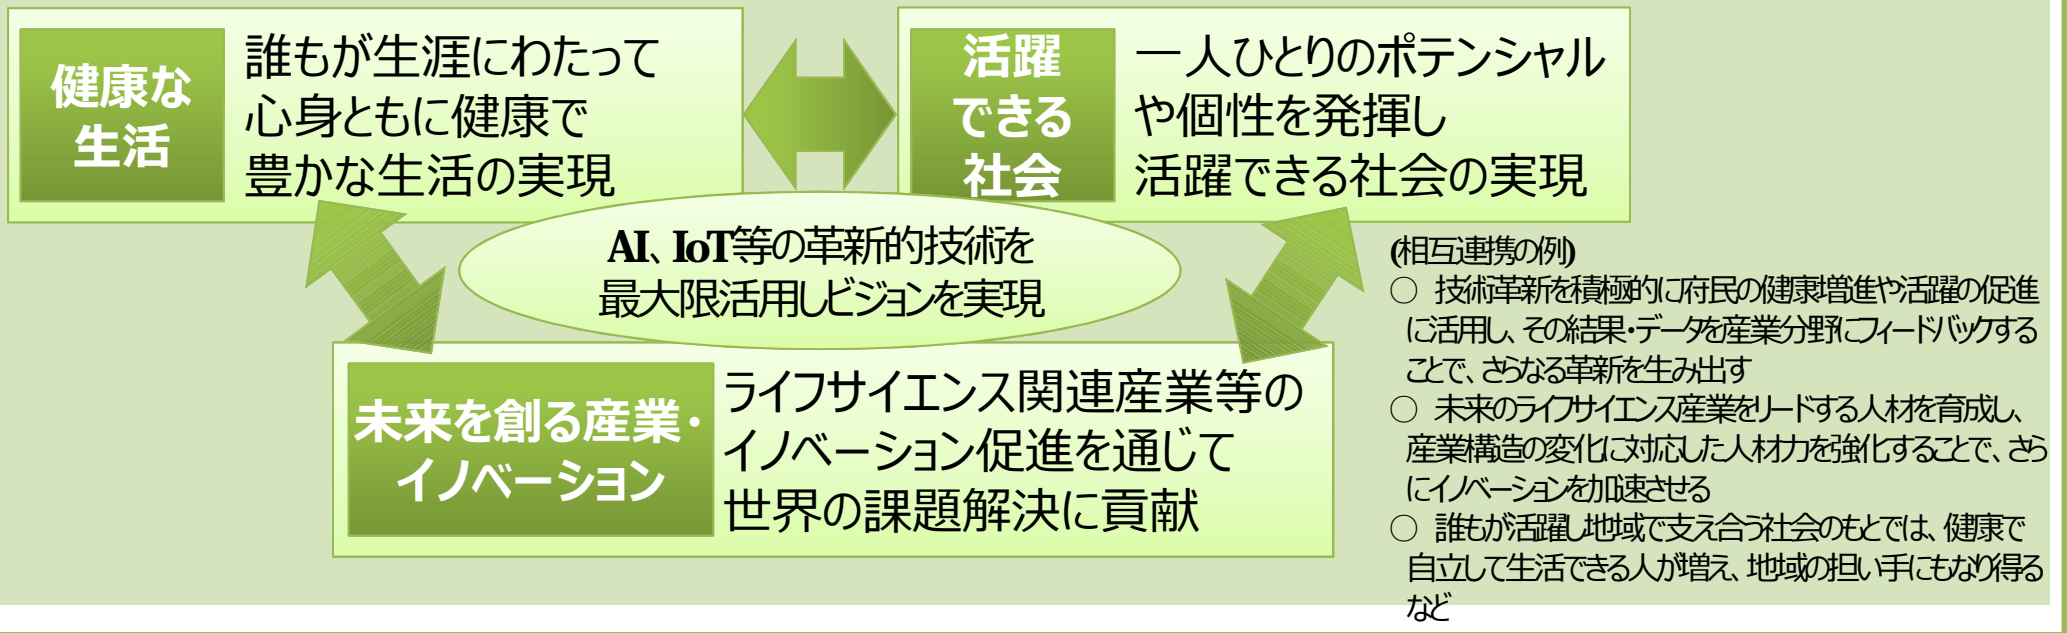 健康な
生活
誰もが生涯にわたって
心身ともに健康で
豊かな生活の実現
活躍
できる
社会
一人ひとりのポテンシャル
や個性を発揮し
活躍できる社会の実現
AI、IoT等の革新的技術を
最大限活用しビジョンを実現
未来を創る産業・
イノベーション
ライフサイエンス関連産業等の
イノベーション促進を通じて
世界の課題解決に貢献
(相互連携の例)
○ 技術革新を積極的に府民の健康増進や活躍の促進
に活用し、その結果・データを産業分野にフィードバックする
ことで、さらなる革新を生み出す
○ 未来のライフサイエンス産業をリードする人材を育成し、
産業構造の変化に対応した人材力を強化することで、さら
にイノベーションを加速させる
○ 誰もが活躍し地域で支え合う社会のもとでは、健康で
自立して生活できる人が増え、地域の担い手にもなり得る
など